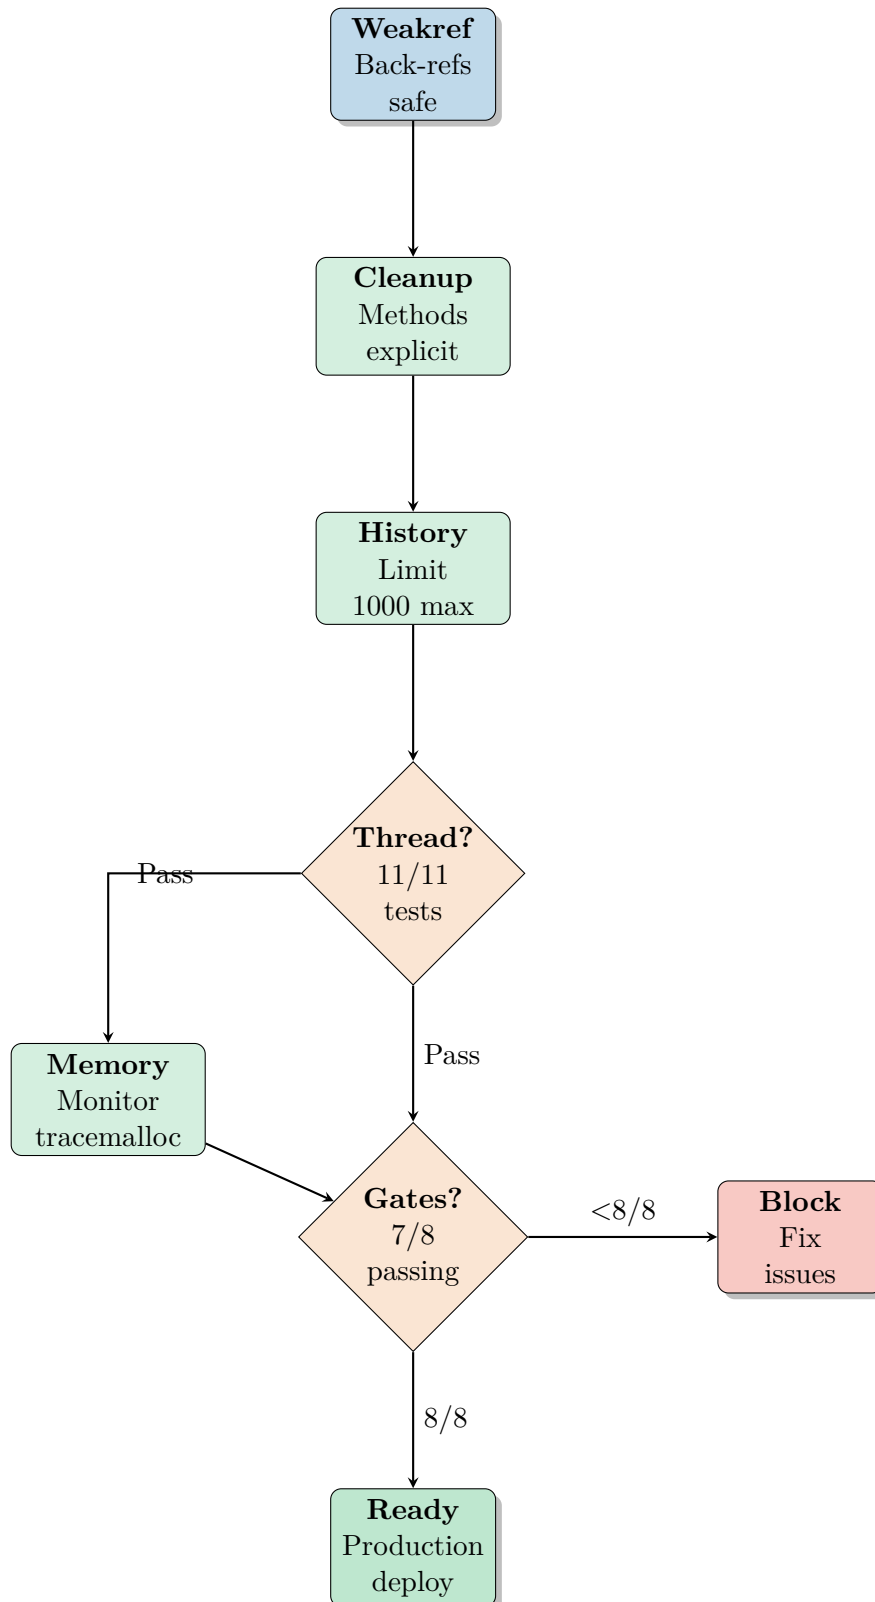 Weakref
Back-refs
safe
Cleanup
Methods
explicit
History
Limit
1000 max
Thread?
11/11
tests
Pass
Pass
Memory
Monitor
tracemalloc
Gates?
7/8
passing
<8/8
Block
Fix
issues
8/8
Ready
Production
deploy